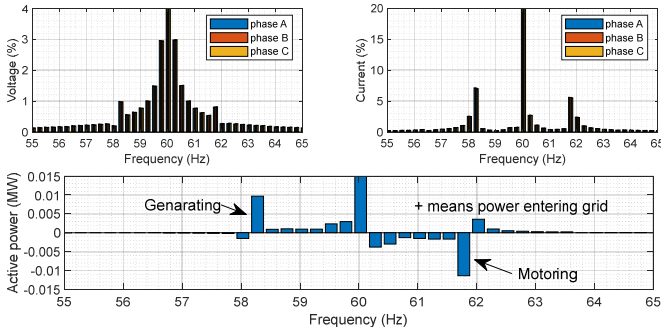 4
3
2
1
0
Voltage (%)
phase A
phase B
phase C
55 56 57 58 59 60 61 62 63 64 65
Frequency (Hz)
20
15
10
5
0
Current (%)
phase A
phase B
phase C
55 56 57 58 59 60 61 62 63 64 65
Frequency (Hz)
0.015
0.01
0.005
0
-0.005
-0.01
-0.015
Active power (MW)
Genarating
+ means power entering grid
Motoring
55 56 57 58 59 60 61 62 63 64 65
Frequency (Hz)